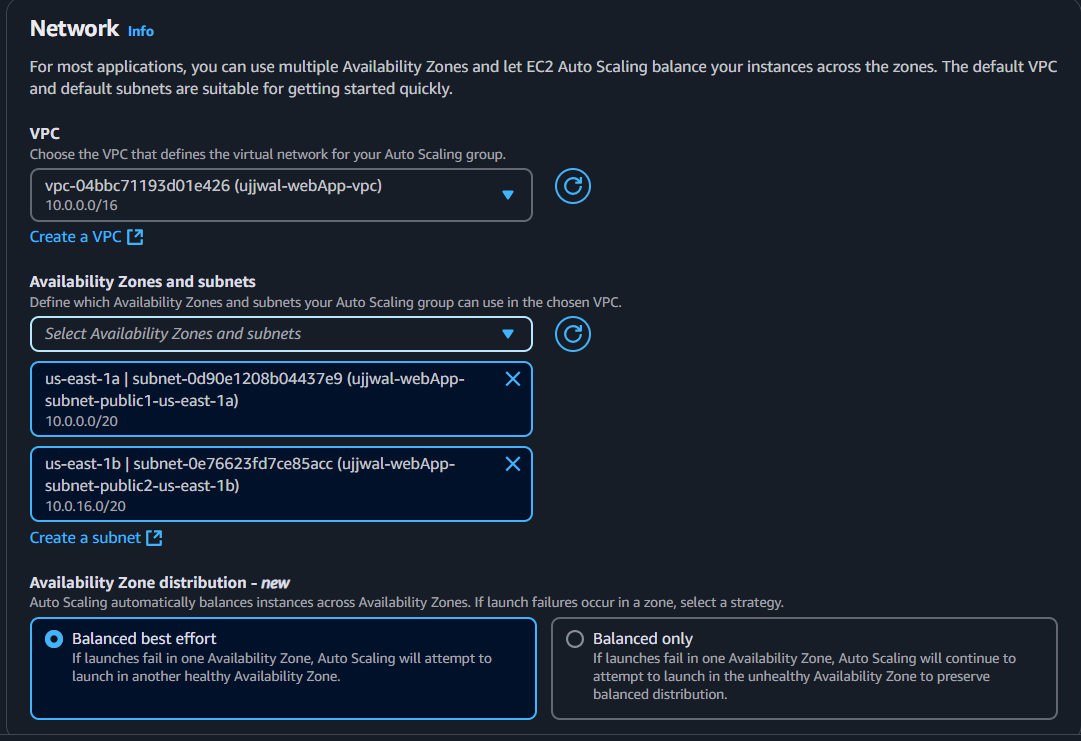 Network Info
For most applications, you can use multiple Availability Zones and let EC2 Auto Scaling balance your instances across the zones. The default VPC
and default subnets are suitable for getting started quickly.
VPC
Choose the VPC that defines the virtual network for your Auto Scaling group.
vpc-04bbc71193d01e426 (ujjwal-webApp-vpc)
10.0.0.0/16
Create a VPC
Availability Zones and subnets
Define which Availability Zones and subnets your Auto Scaling group can use in the chosen VPC.
Select Availability Zones and subnets
us-east-1a | subnet-0d90e1208b04437e9 (ujjwal-webApp-
subnet-public1-us-east-1a)
10.0.0.0/20
us-east-1b | subnet-0e76623fd7ce85acc (ujjwal-webApp-
subnet-public2-us-east-1b)
10.0.16.0/20
Create a subnet
Availability Zone distribution - new
Auto Scaling automatically balances instances across Availability Zones. If launch failures occur in a zone, select a strategy.
Balanced best effort
If launches fail in one Availability Zone, Auto Scaling will attempt to
launch in another healthy Availability Zone.
Balanced only
If launches fail in one Availability Zone, Auto Scaling will continue to
attempt to launch in the unhealthy Availability Zone to preserve
balanced distribution.